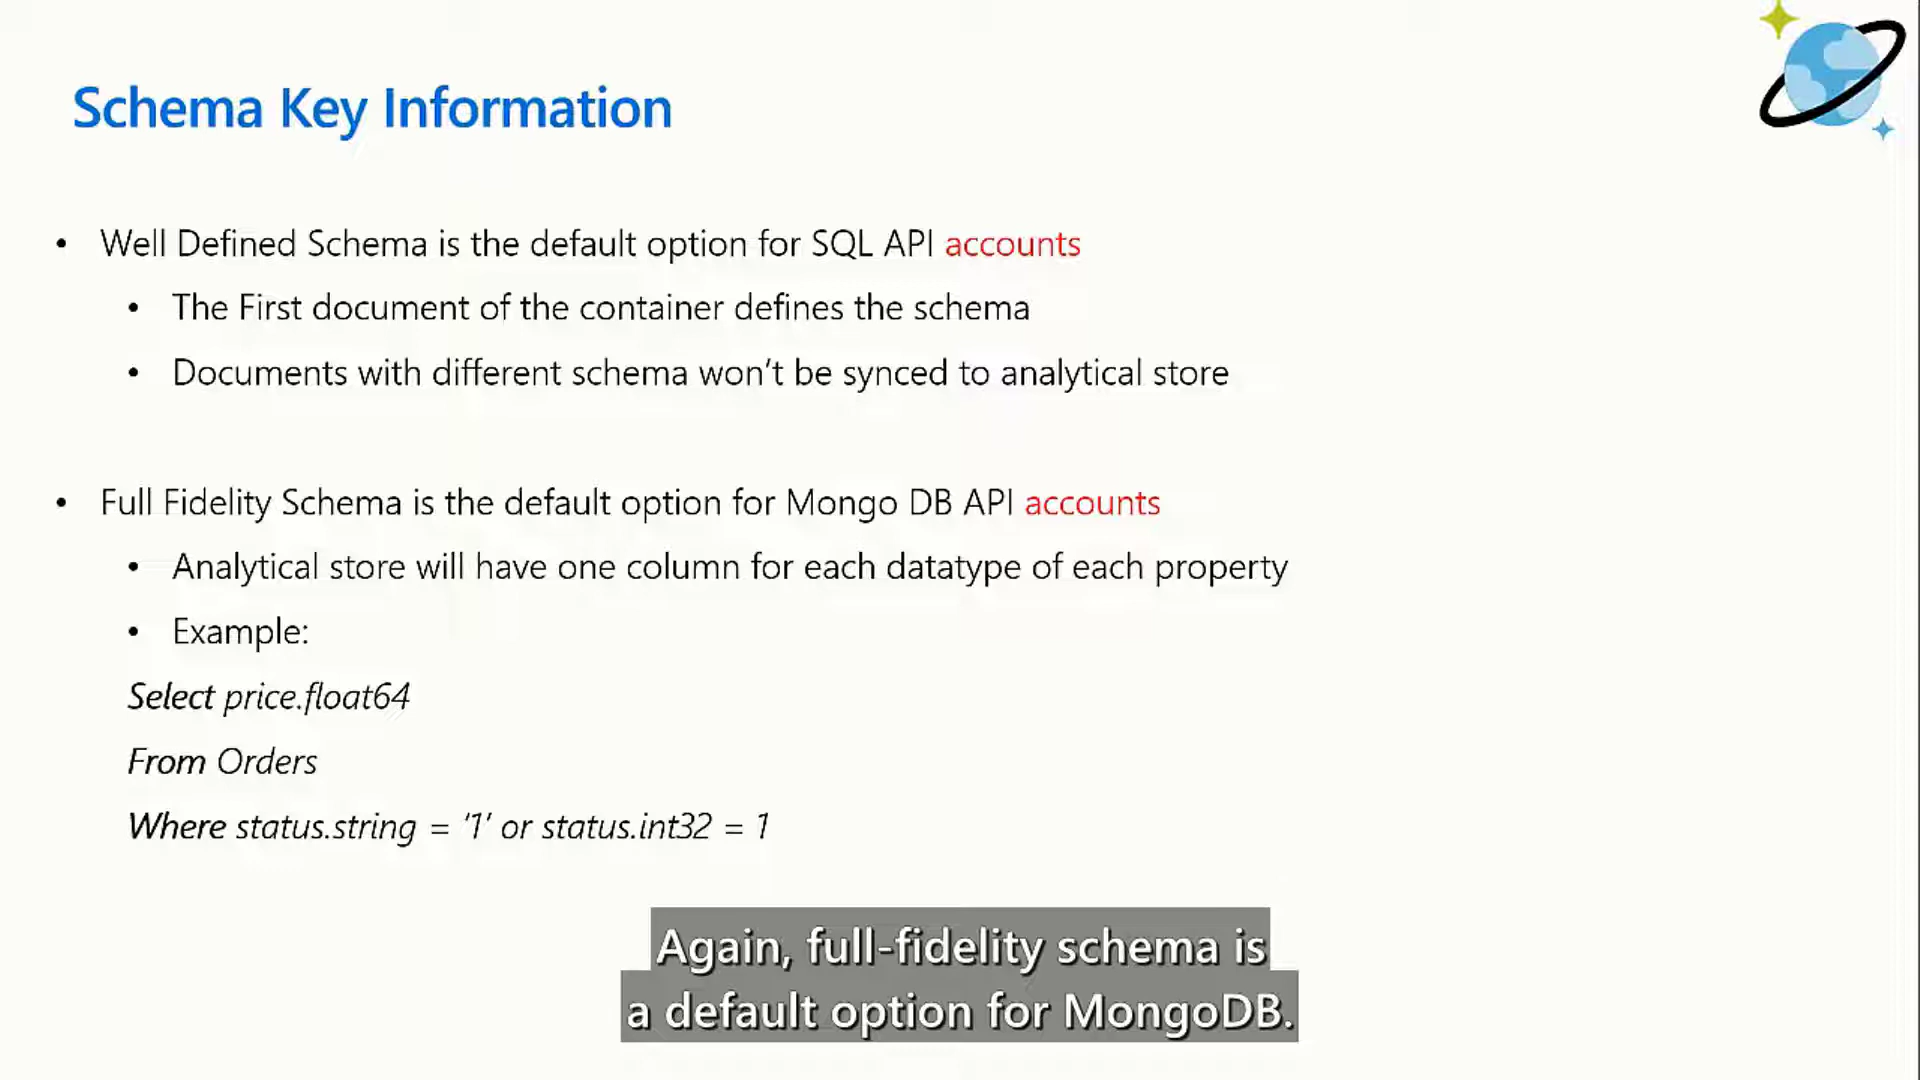 Schema Key Information
• Well Defined Schema is the default option for SQL API accounts
• The First document of the container defines the schema
• Documents with different schema won’t be synced to analytical store
• Full Fidelity Schema is the default option for Mongo DB API accounts
• Analytical store will have one column for each datatype of each property
• Example:
Select price.float64
From Orders
Where status.string = ‘1’ or status.int32 = 1
Again, full-fidelity schema is
a default option for MongoDB.